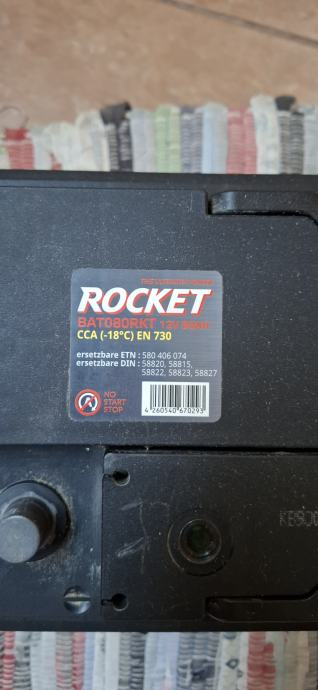 ROCKET
BAT080RKT 12V 80Ah
CCA (-18°C) EN 730
ersetzbare ETN : 580 406 074
ersetzbare DIN : 58820, 58815,
58822, 58823, 58827
NO
START
STOP
4 260540 670293